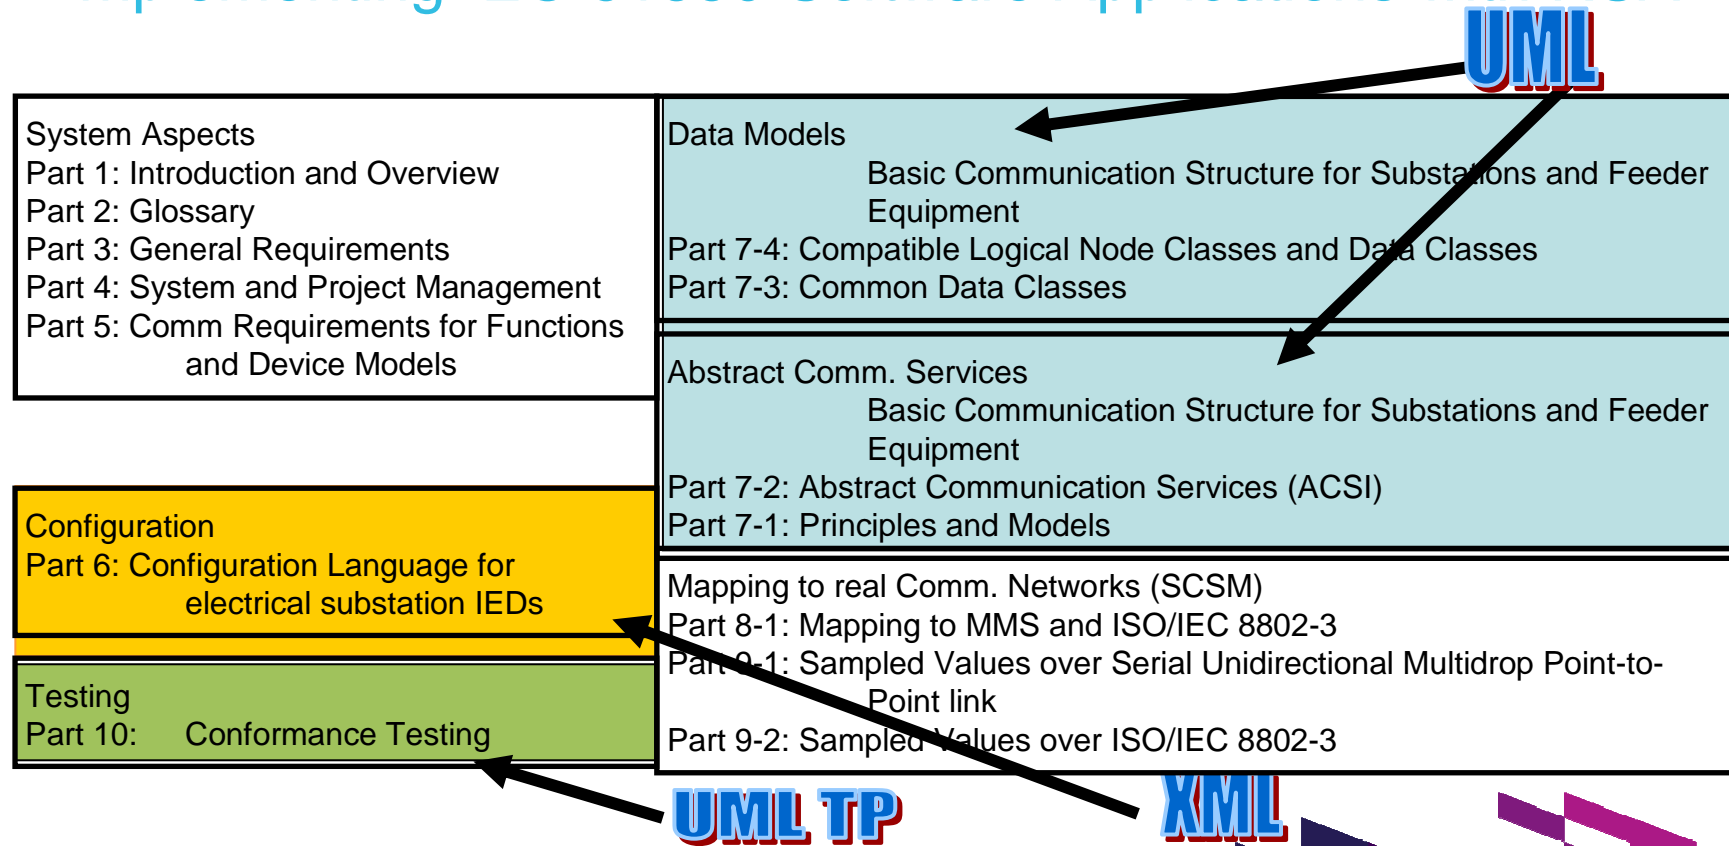 61850 Software Applications
UML
System Aspects
Part 1: Introduction and Overview
Part 2: Glossary
Part 3: General Requirements
Part 4: System and Project Management
Part 5: Comm Requirements for Functions
and Device Models
Data Models
Basic Communication Structure for Substations and Feeder
Equipment
Part 7-4: Compatible Logical Node Classes and Data Classes
Part 7-3: Common Data Classes
Abstract Comm. Services
Basic Communication Structure for Substations and Feeder
Equipment
Part 7-2: Abstract Communication Services (ACSI)
Part 7-1: Principles and Models
Configuration
Part 6: Configuration Language for
electrical substation IEDs
Testing
Part 10: Conformance Testing
Mapping to real Comm. Networks (SCSM)
Part 8-1: Mapping to MMS and ISO/IEC 8802-3
Part 9-1: Sampled Values over Serial Unidirectional Multidrop Point-to-
Point link
Part 9-2: Sampled Values over ISO/IEC 8802-3
UML TP
XML